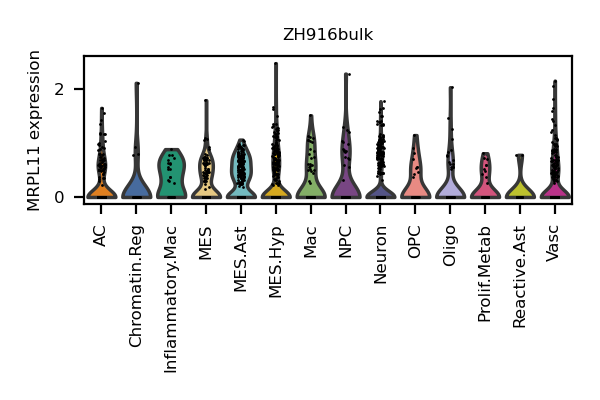 ZH916bulk
MRPL11 expression
2
0
AC
Chromatin.Reg
Inflammatory.Mac
MES
MES.Ast
MES.Hyp
Mac
NPC
Neuron
OPC
Oligo
Prolif.Metab
Reactive.Ast
Vasc